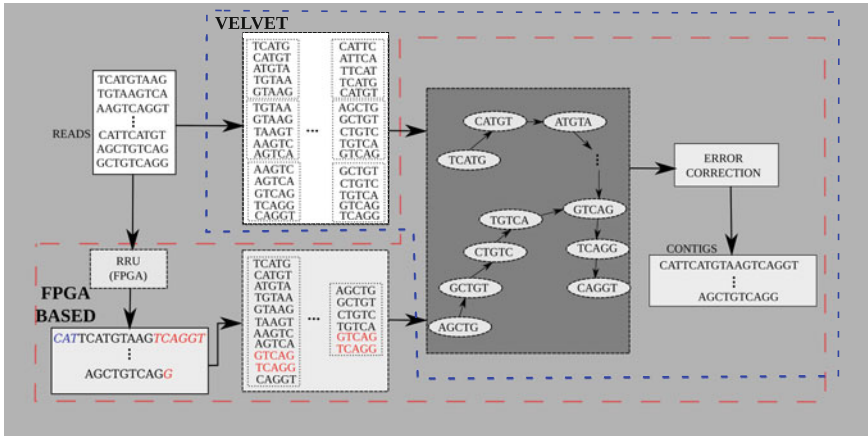 VELVET
READS
TCATGTAAG
TGTAAGTCA
AAGTCAGGT
CATTCATGT
AGCTGTCAG
GCTGTCAGG
TCATG
CATGT
ATGTA
TGTAA
GTAAG
TGTAA
GTAAG
TAAGT
AAGTC
AGTCA
AAGTC
AGTCA
GTCAG
TCAGG
CAGGT
...
CATTC
ATTCA
TTCAT
TCATG
CATGT
AGCTG
GCTGT
CTGTC
TGTCA
GTCAG
GCTGT
CTGTC
TGTCA
GTCAG
TCAGG
CATGT
ATGTA
TCATG
GTCAG
TGTCA
CTGTC
TCAGG
GCTGT
CAGGT
AGCTG
ERROR
CORRECTION
CONTIGS
CATTCATGTAAGTCAGGT
AGCTGTCAGG
RRU
(FPGA)
FPGA
BASED
CATTCATGTAAGTCAGGT
AGCTGTCAGG
TCATG
CATGT
ATGTA
TGTAA
GTAAG
TAAGT
AAGTC
AGTCA
GTCAG
TCAGG
CAGGT
...
AGCTG
GCTGT
CTGTC
TGTCA
GTCAG
TCAGG